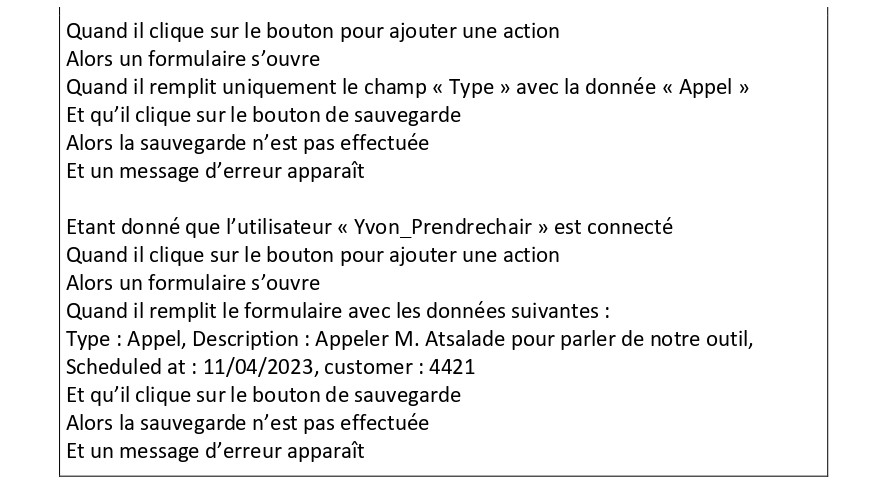 Quand il clique sur le bouton pour ajouter une action
Alors un formulaire s’ouvre
Quand il remplit uniquement le champ « Type » avec la donnée « Appel »
Et qu’il clique sur le bouton de sauvegarde
Alors la sauvegarde n’est pas effectuée
Et un message d’erreur apparaît
Etant donné que l’utilisateur « Yvon_Prendrechair » est connecté
Quand il clique sur le bouton pour ajouter une action
Alors un formulaire s’ouvre
Quand il remplit le formulaire avec les données suivantes :
Type : Appel, Description : Appeler M. Atsalade pour parler de notre outil,
Scheduled at : 11/04/2023, customer : 4421
Et qu’il clique sur le bouton de sauvegarde
Alors la sauvegarde n’est pas effectuée
Et un message d’erreur apparaît